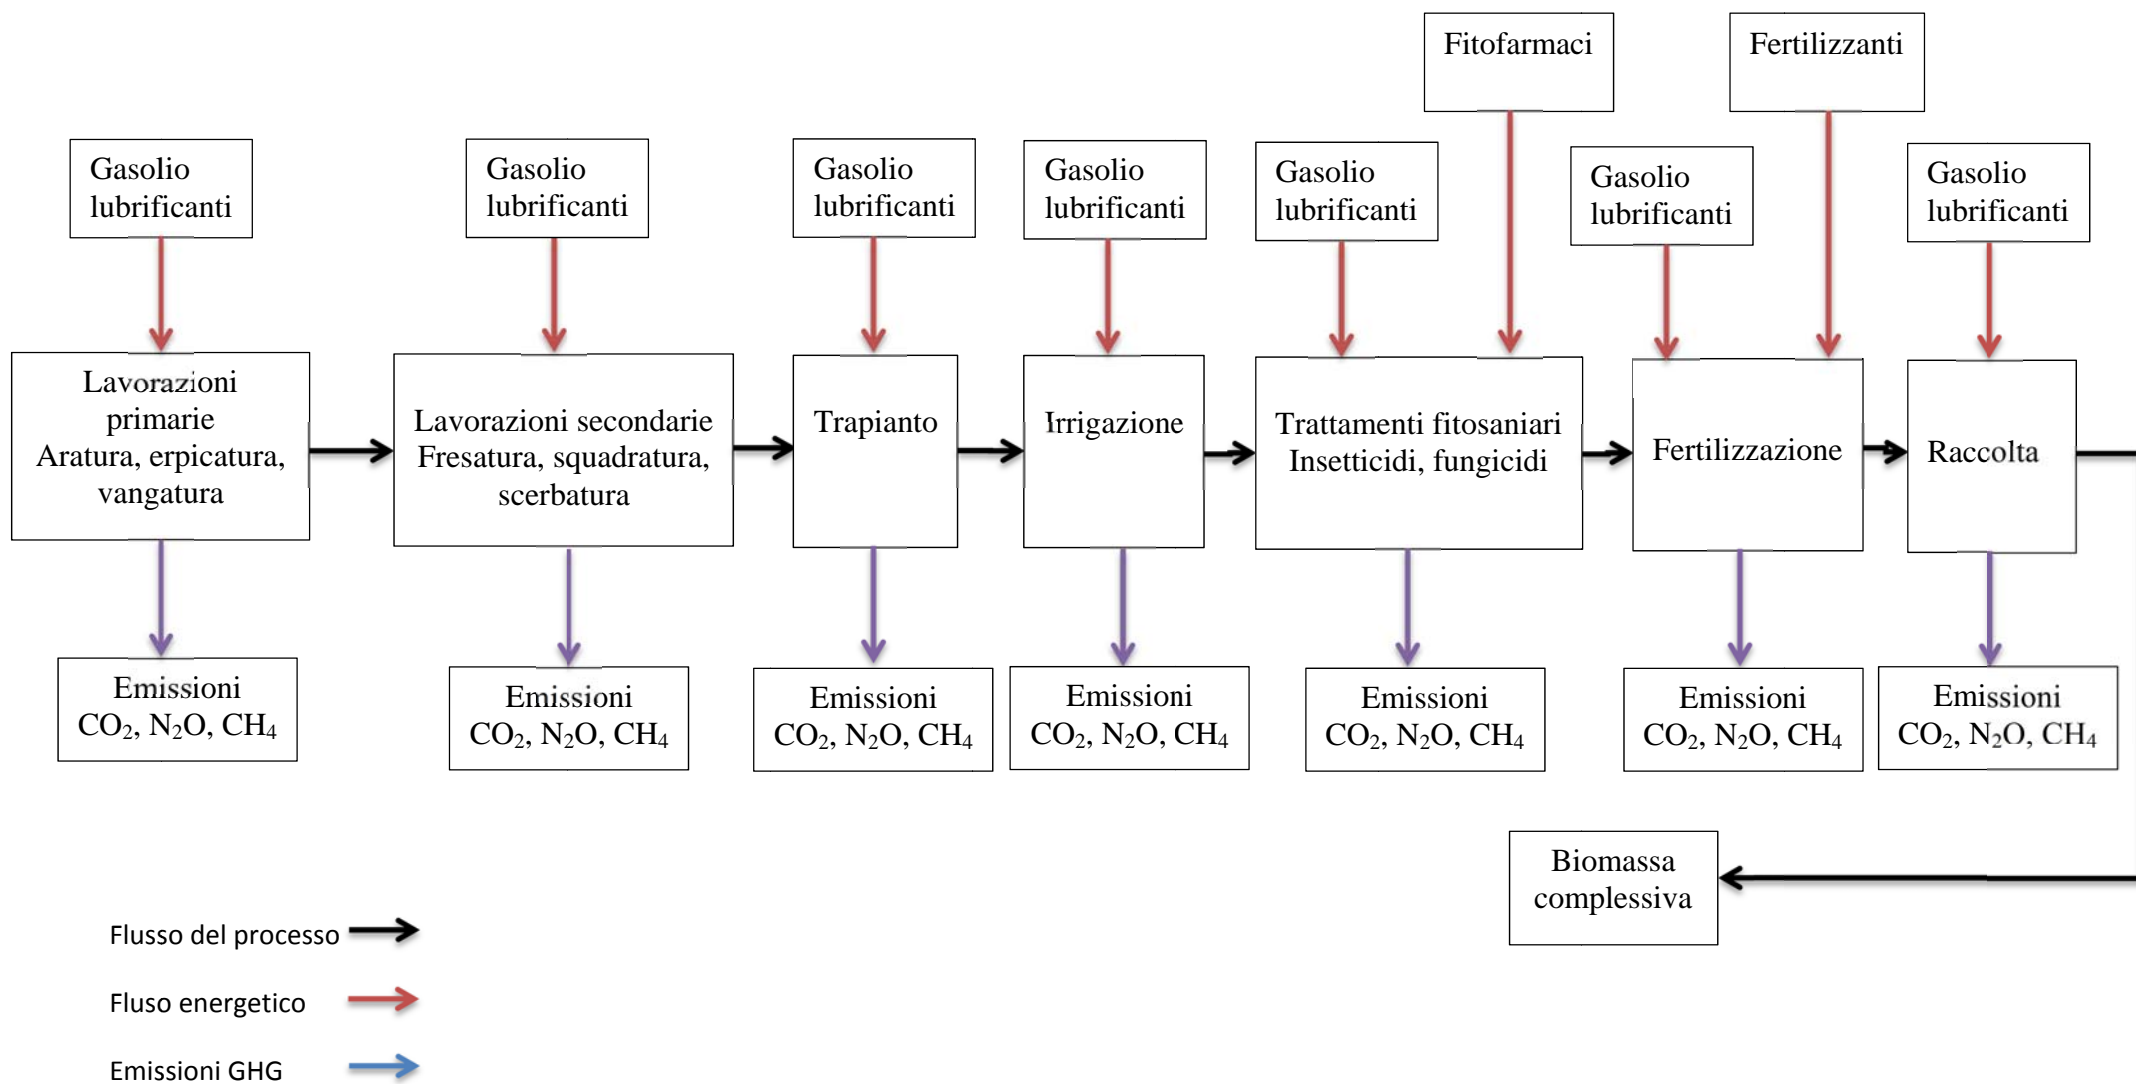 Fitofarmaci
Fertilizzanti
Gasolio
lubrificanti
Gasolio
lubrificanti
Gasolio
lubrificanti
Gasolio
lubrificanti
Gasolio
lubrificanti
Gasolio
lubrificanti
Gasolio
lubrificanti
Lavorazioni
primarie
Aratura, erpicatura,
vangatura
Lavorazioni secondarie
Fresatura, squadratura,
scerbatura
Trapianto
Irrigazione
Trattamenti fitosaniari
Insetticidi, fungicidi
Fertilizzazione
Raccolta
Emissioni
CO₂, N₂O, CH₄
Emissioni
CO₂, N₂O, CH₄
Emissioni
CO₂, N₂O, CH₄
Emissioni
CO₂, N₂O, CH₄
Emissioni
CO₂, N₂O, CH₄
Emissioni
CO₂, N₂O, CH₄
Emissioni
CO₂, N₂O, CH₄
Biomassa
complessiva
Flusso del processo
Fluso energetico
Emissioni GHG